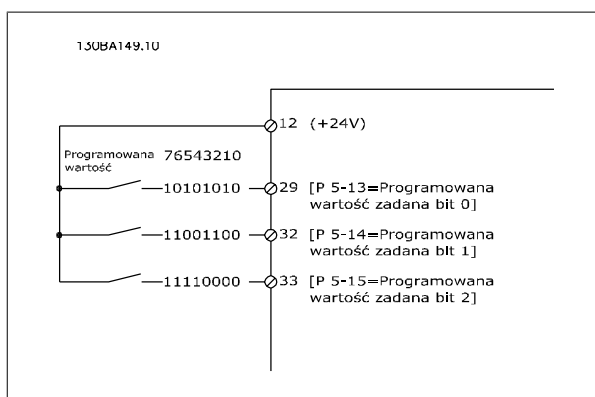 130BA149.10
12 (+24V)
Programowana 76543210
wartość
10101010 29 [P 5-13=Programowana
wartość zadana bit 0]
11001100 32 [P 5-14=Programowana
wartość zadana bit 1]
11110000 33 [P 5-15=Programowana
wartość zadana bit 2]